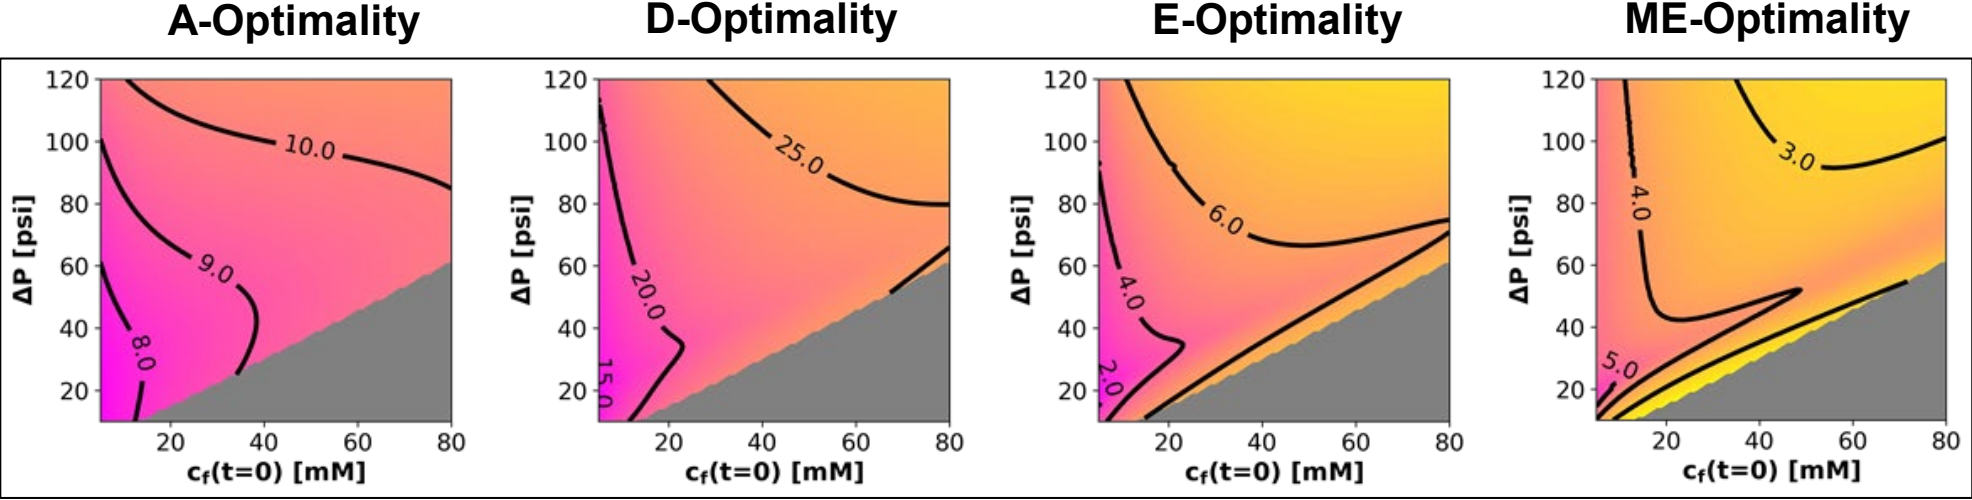 A-Optimality
D-Optimality
E-Optimality
ME-Optimality
120
100
80
60
40
20
ΔP [psi]
10.0
9.0
8.0
20 40 60 80
c_f(t=0) [mM]
120
100
80
60
40
20
ΔP [psi]
25.0
20.0
15.0
20 40 60 80
c_f(t=0) [mM]
120
100
80
60
40
20
ΔP [psi]
6.0
4.0
2.0
20 40 60 80
c_f(t=0) [mM]
120
100
80
60
40
20
ΔP [psi]
3.0
4.0
5.0
20 40 60 80
c_f(t=0) [mM]